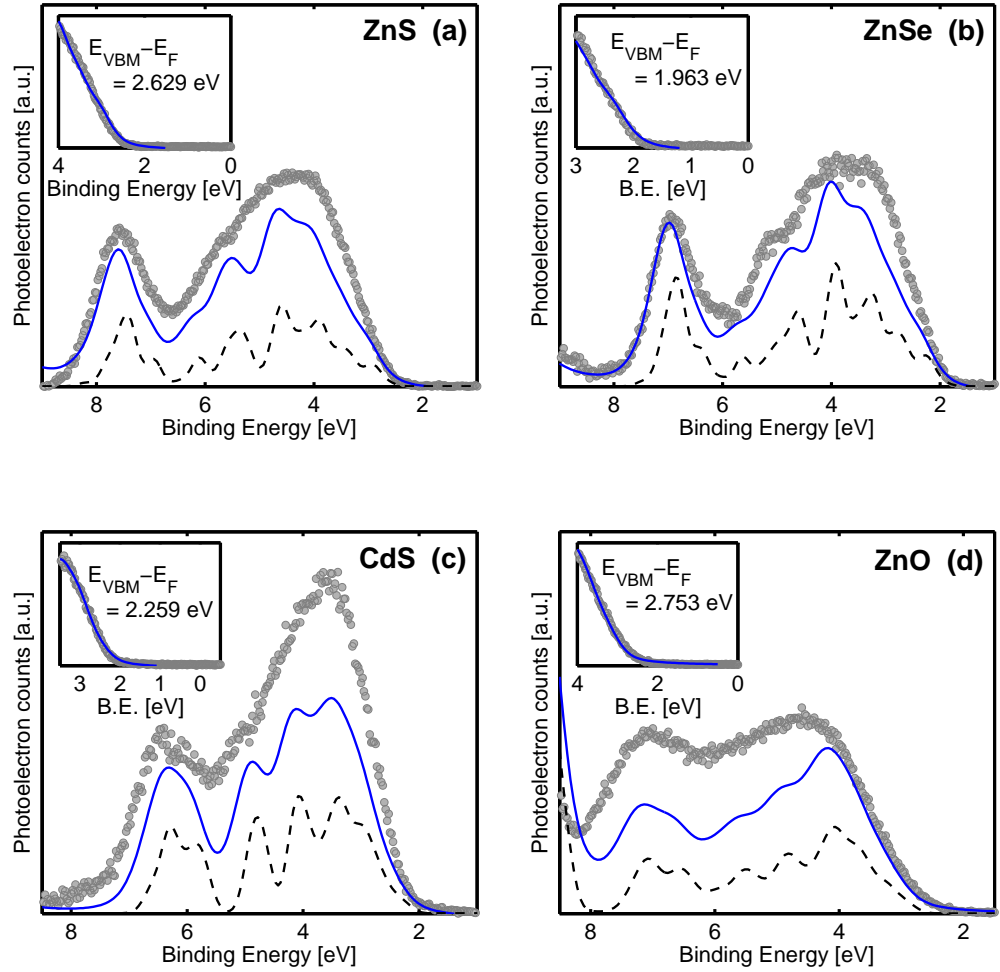 ZnS (a)
E_VBM−E_F
= 2.629 eV
4 2 0
Binding Energy [eV]
Photoelectron counts [a.u.]
8 6 4 2
Binding Energy [eV]
ZnSe (b)
E_VBM−E_F
= 1.963 eV
3 2 1 0
B.E. [eV]
Photoelectron counts [a.u.]
8 6 4 2
Binding Energy [eV]
CdS (c)
E_VBM−E_F
= 2.259 eV
3 2 1 0
B.E. [eV]
Photoelectron counts [a.u.]
8 6 4 2
Binding Energy [eV]
ZnO (d)
E_VBM−E_F
= 2.753 eV
4 2 0
B.E. [eV]
Photoelectron counts [a.u.]
8 6 4 2
Binding Energy [eV]